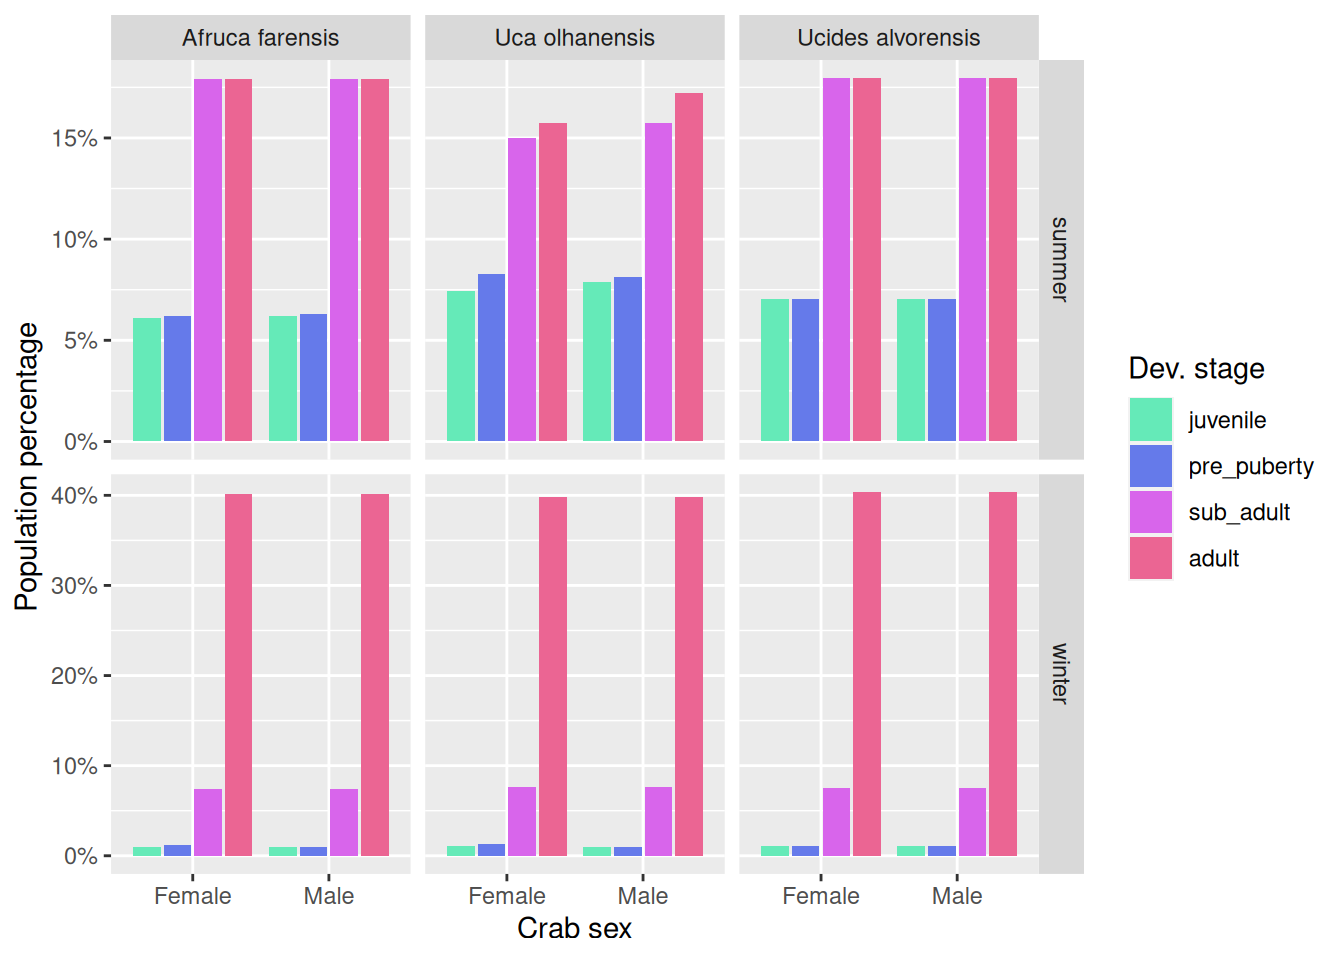 Afruca farensis
Uca olhanensis
Ucides alvorensis
15%
10%
5%
0%
summer
40%
30%
20%
10%
0%
winter
Female
Male
Female
Male
Female
Male
Crab sex
Population percentage
Dev. stage
juvenile
pre_puberty
sub_adult
adult